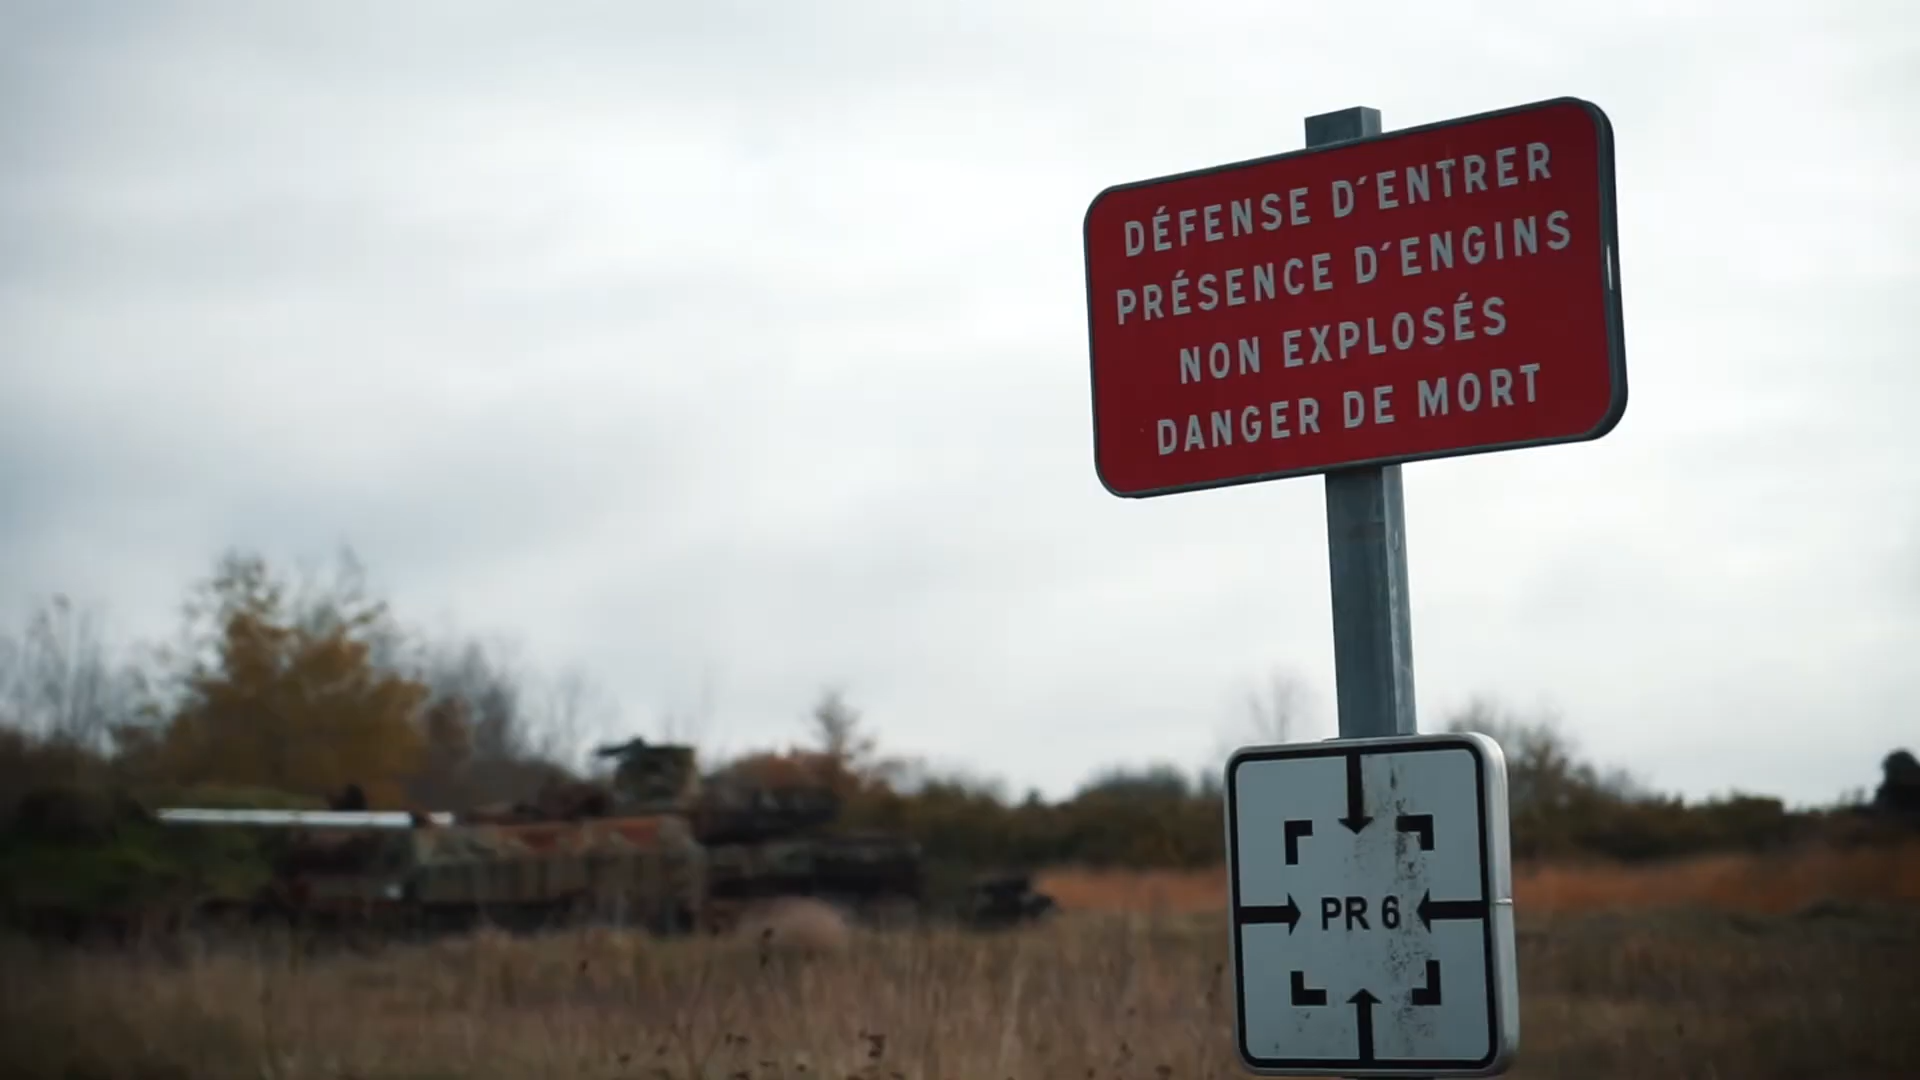 DÉFENSE D'ENTRER
PRÉSENCE D'ENGINS
NON EXPLOSÉS
DANGER DE MORT
PR 6